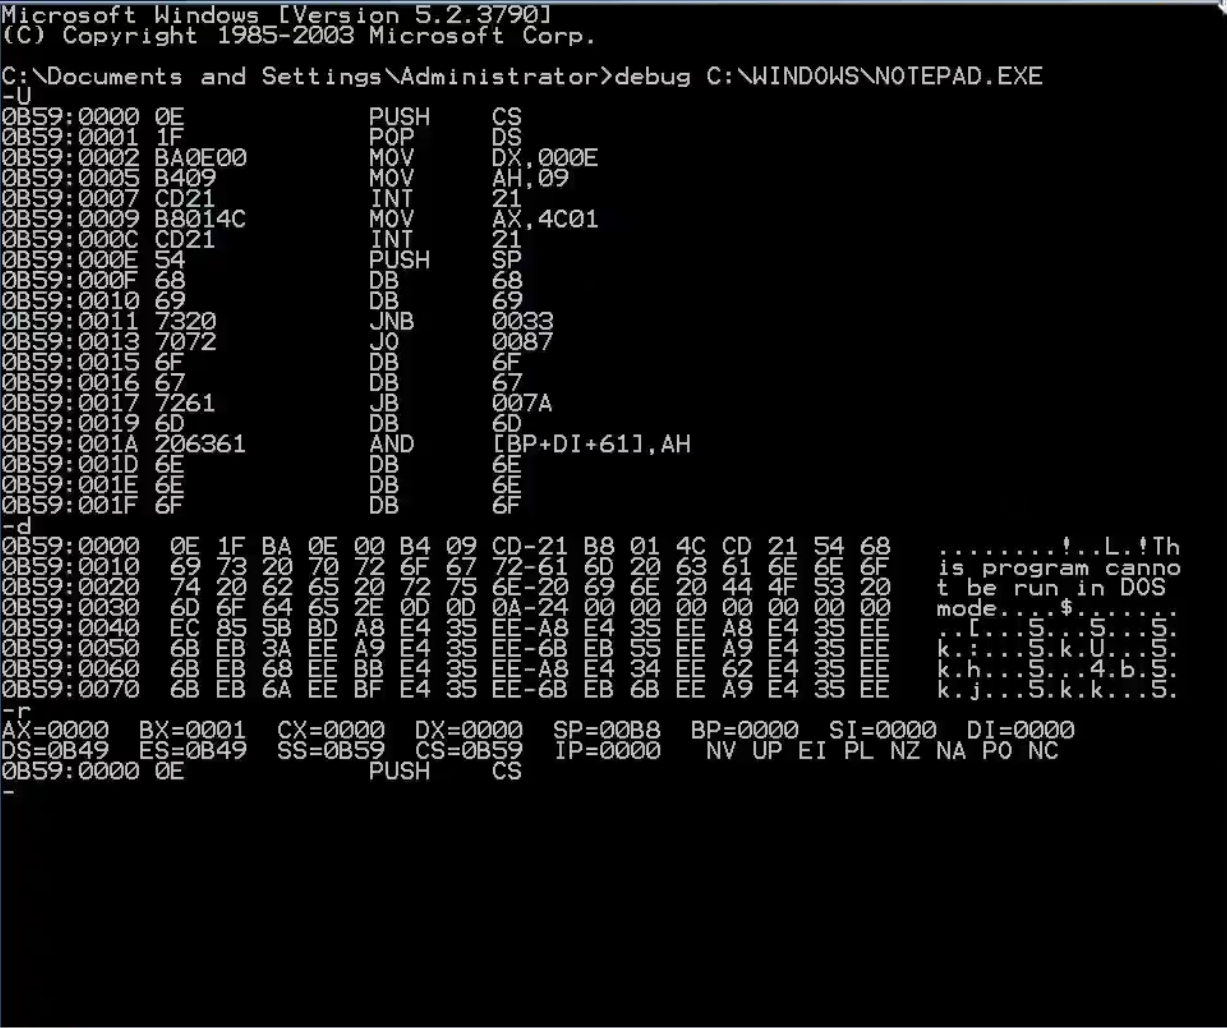 Microsoft Windows [Version 5.2.3790]
(C) Copyright 1985-2003 Microsoft Corp.
C:\Documents and Settings\Administrator>debug C:\WINDOWS\NOTEPAD.EXE
-U
0B59:0000 0E PUSH CS
0B59:0001 1F POP DS
0B59:0002 BA0E00 MOV DX,000E
0B59:0005 B409 MOV AH,09
0B59:0007 CD21 INT 21
0B59:0009 B8014C MOV AX,4C01
0B59:000C CD21 INT 21
0B59:000E 54 PUSH SP
0B59:000F 68 DB 68
0B59:0010 69 DB 69
0B59:0011 7320 JNB 0033
0B59:0013 7072 JO 0087
0B59:0015 6F DB 6F
0B59:0016 67 DB 67
0B59:0017 7261 JB 007A
0B59:0019 6D DB 6D
0B59:001A 206361 AND [BP+DI+61],AH
0B59:001D 6E DB 6E
0B59:001E 6E DB 6E
0B59:001F 6F DB 6F
-d
0B59:0000 0E 1F BA 0E 00 B4 09 CD-21 B8 01 4C CD 21 54 68 ........!..L.!Th
0B59:0010 69 73 20 70 72 6F 67 72-61 6D 20 63 61 6E 6E 6F is program canno
0B59:0020 74 20 62 65 20 72 75 6E-20 69 6E 20 44 4F 53 20 t be run in DOS
0B59:0030 6D 6F 64 65 2E 0D 0D 0A-24 00 00 00 00 00 00 00 mode....$.......
0B59:0040 EC 85 5B BD A8 E4 35 EE-A8 E4 35 EE A8 E4 35 EE ..[...5...5...5.
0B59:0050 6B EB 3A EE A9 E4 35 EE-6B EB 55 EE A9 E4 35 EE k.:...5.k.U...5.
0B59:0060 6B EB 68 EE BB E4 35 EE-A8 E4 34 EE 62 E4 35 EE k.h...5...4.b.5.
0B59:0070 6B EB 6A EE BF E4 35 EE-6B EB 6B EE A9 E4 35 EE k.j...5.k.k...5.
-r
AX=0000 BX=0001 CX=0000 DX=0000 SP=00B8 BP=0000 SI=0000 DI=0000
DS=0B49 ES=0B49 SS=0B59 CS=0B59 IP=0000 NV UP EI PL NZ NA PO NC
0B59:0000 0E PUSH CS
-